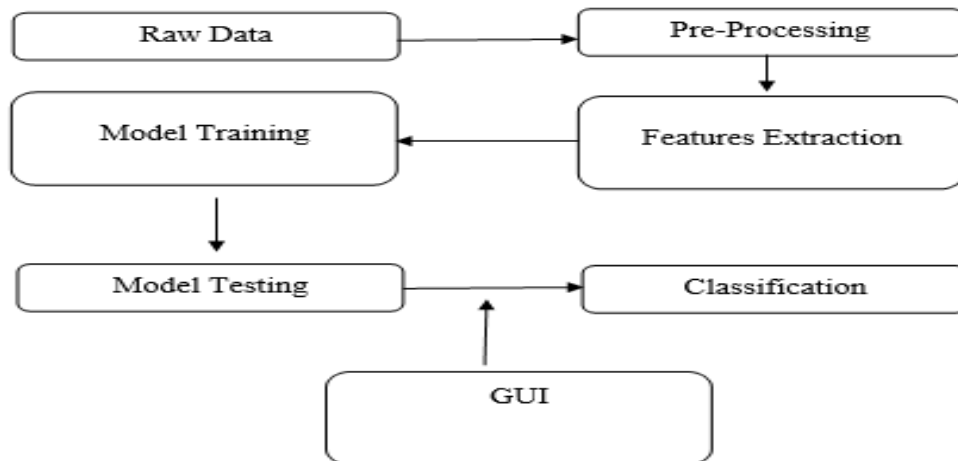 Raw Data
Pre-Processing
Model Training
Features Extraction
Model Testing
Classification
GUI